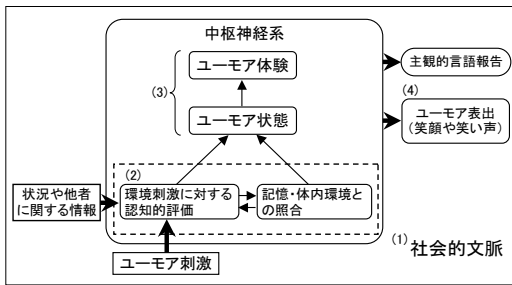 中枢神経系
(3)
ユーモア体験
ユーモア状態
主観的言語報告
(4)
ユーモア表出
(笑顔や笑い声)
(2)
状況や他者
に関する情報
環境刺激に対する
認知的評価
記憶・体内環境と
の照合
ユーモア刺激
(1)社会的文脈